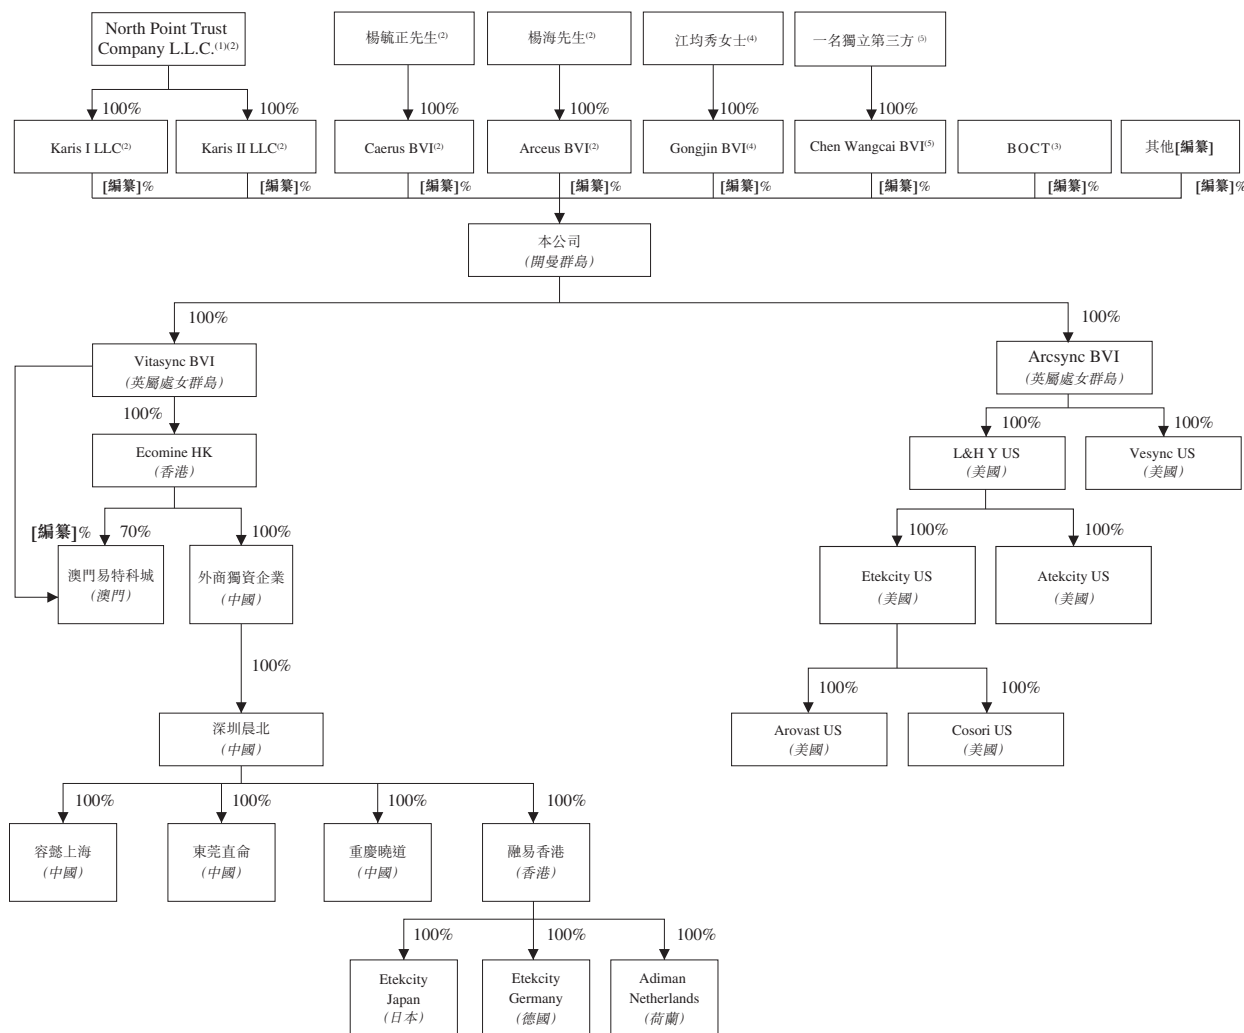 North Point Trust
Company L.L.C.(1)(2)
楊毓正先生(2)
楊海先生(2)
江均秀女士(4)
一名獨立第三方(5)
100%
100%
100%
100%
100%
100%
Karis I LLC(2)
Karis II LLC(2)
Caerus BVI(2)
Arceus BVI(2)
Gongjin BVI(4)
Chen Wangcai BVI(5)
BOCT(3)
其他[編纂]
[編纂]%
[編纂]%
[編纂]%
[編纂]%
[編纂]%
[編纂]%
[編纂]%
[編纂]%
本公司
(開曼群島)
100%
100%
Vitasync BVI
(英屬處女群島)
Arcsync BVI
(英屬處女群島)
100%
100%
100%
Ecomine HK
(香港)
L&H Y US
(美國)
Vesync US
(美國)
[編纂]%
70%
100%
100%
100%
澳門易特科城
(澳門)
外商獨資企業
(中國)
Etekcity US
(美國)
Atekcity US
(美國)
100%
100%
100%
深圳晨北
(中國)
Arovast US
(美國)
Cosori US
(美國)
100%
100%
100%
100%
容懿上海
(中國)
東莞直侖
(中國)
重慶曉道
(中國)
融易香港
(香港)
100%
100%
100%
Etekcity
Japan
(日本)
Etekcity
Germany
(德國)
Adiman
Netherlands
(荷蘭)